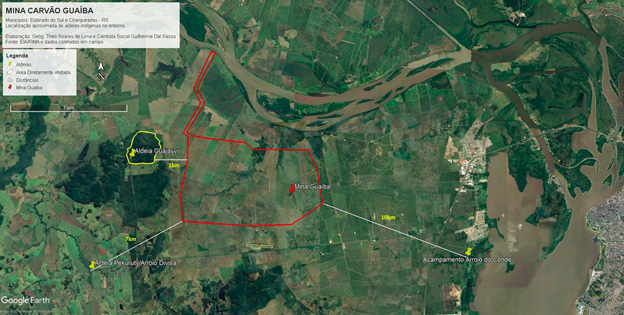 MINA CARVÃO GUAÍBA
Municípios: Eldorado do Sul e Charqueadas - RS
Localização aproximada de aldeias indígenas no entorno.
Elaboração: Geóg. Théo Soares de Lima e Cientista Social Guilherme Dal Sasso
Fonte: EIA/RIMA e dados coletados em campo
Legenda
Aldeias
Área Diretamente Afetada
Distâncias
Mina Guaíba
N
Aldeia Guajayvi
1km
Mina Guaíba
10km
7km
Acampamento Arroio do Conde
Aldeia Pekuruty/Arroio Divisa
Google Earth